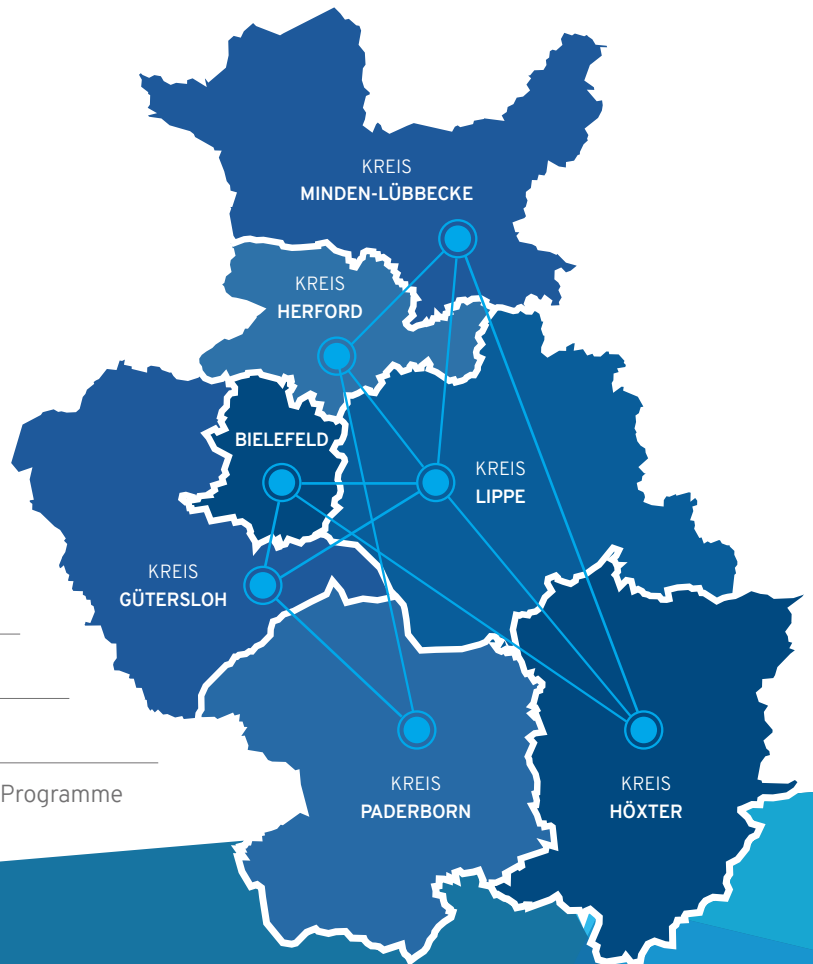 KREIS
MINDEN-LÜBBECKE
KREIS
HERFORD
BIELEFELD
KREIS
LIPPE
KREIS
GÜTERSLOH
Programme
KREIS
PADERBORN
KREIS
HÖXTER